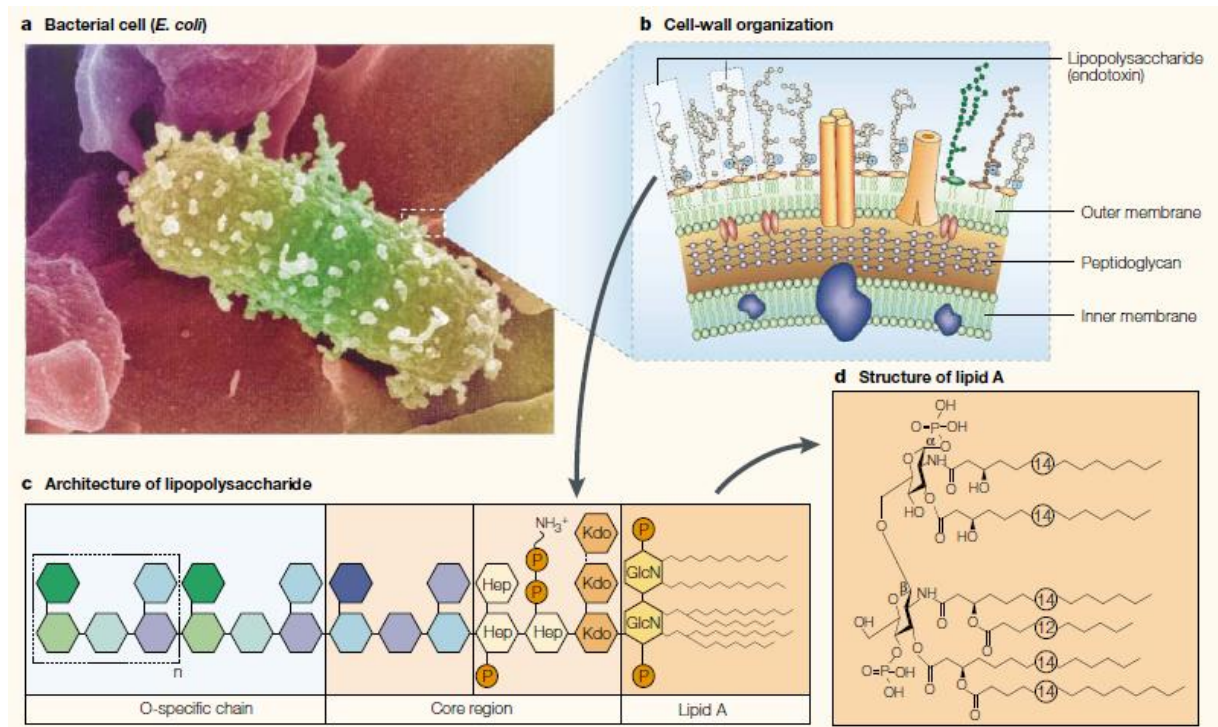 a Bacterial cell (E. coli)
b Cell-wall organization
Lipopolysaccharide
(endotoxin)
Outer membrane
Peptidoglycan
Inner membrane
d Structure of lipid A
OH
O=P–OH
O
α
O
NH
14
O
HO
O
HO
O
14
O
HO
O
β
O
NH
14
O
O
12
HO
O
O
O
O=P–OH
OH
O
O
14
O
14
O
c Architecture of lipopolysaccharide
NH3+
Kdo
P
P
Hep
P
Kdo
GlcN
Hep
Hep
Kdo
GlcN
P
P
n
O-specific chain
Core region
Lipid A